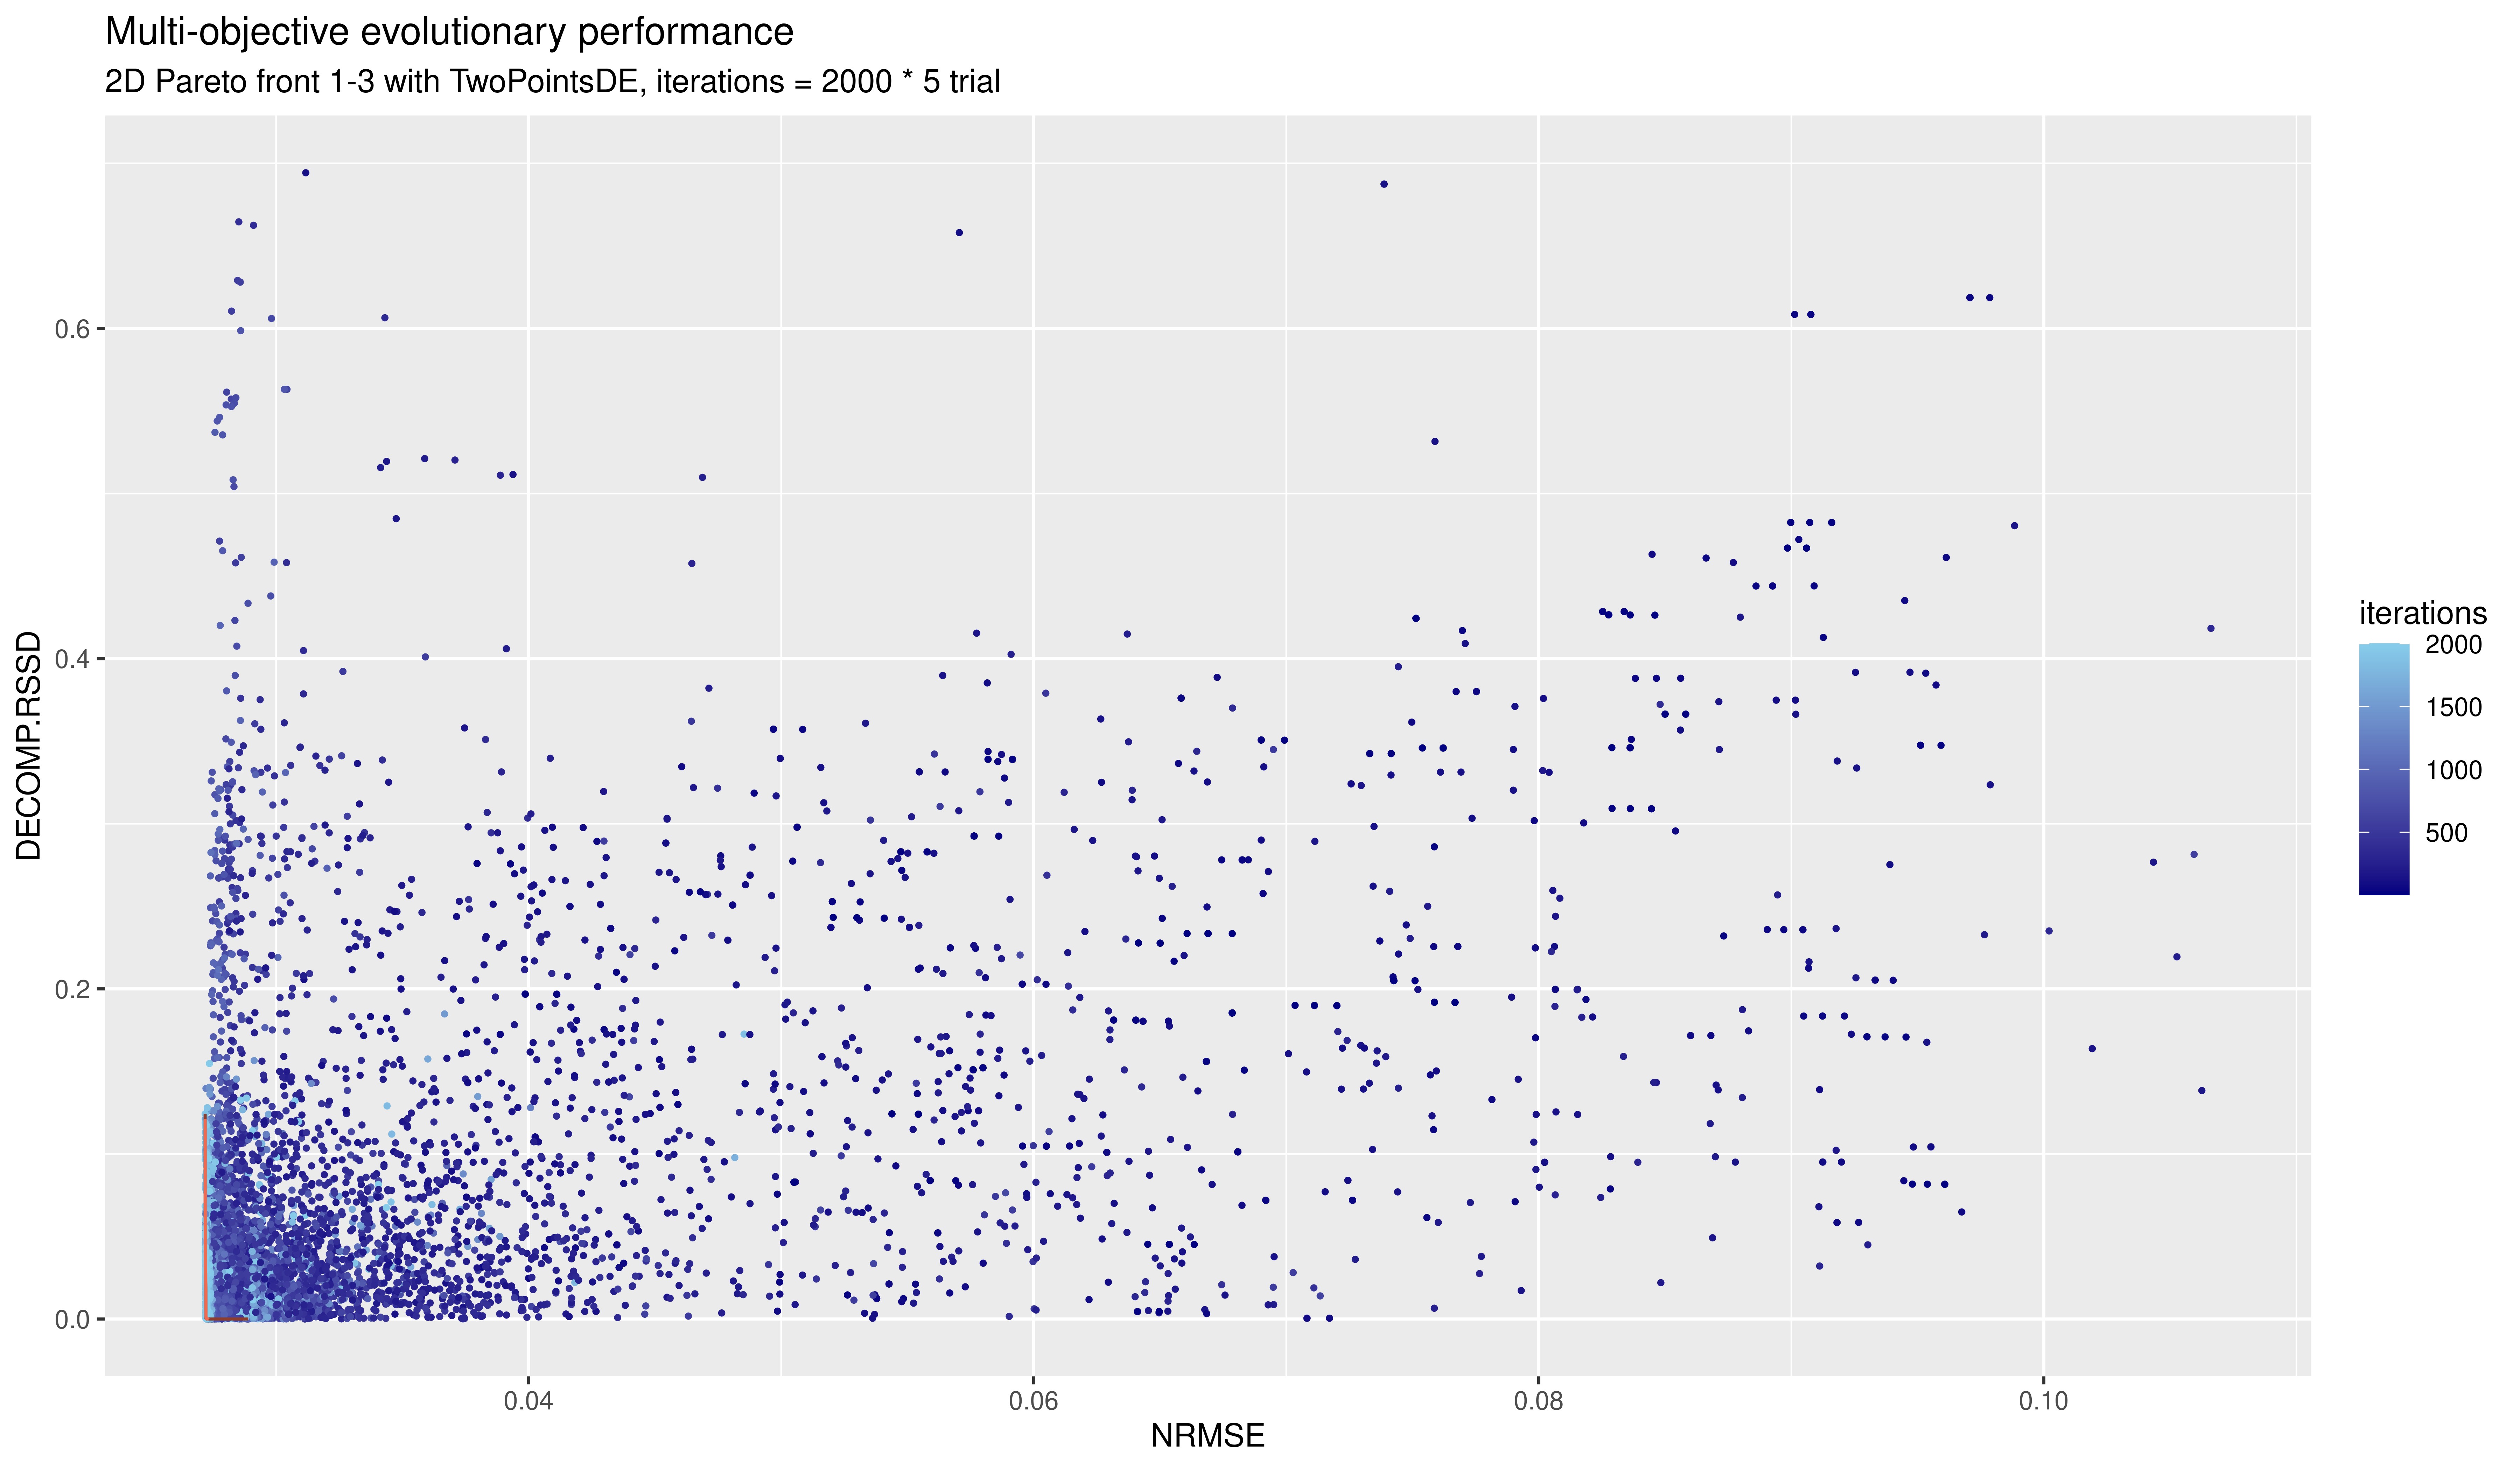 Multi-objective evolutionary performance
2D Pareto front 1-3 with TwoPointsDE, iterations = 2000 * 5 trial
DECOMP.RSSD
0.6
0.4
0.2
0.0
0.04
0.06
0.08
0.10
NRMSE
iterations
2000
1500
1000
500